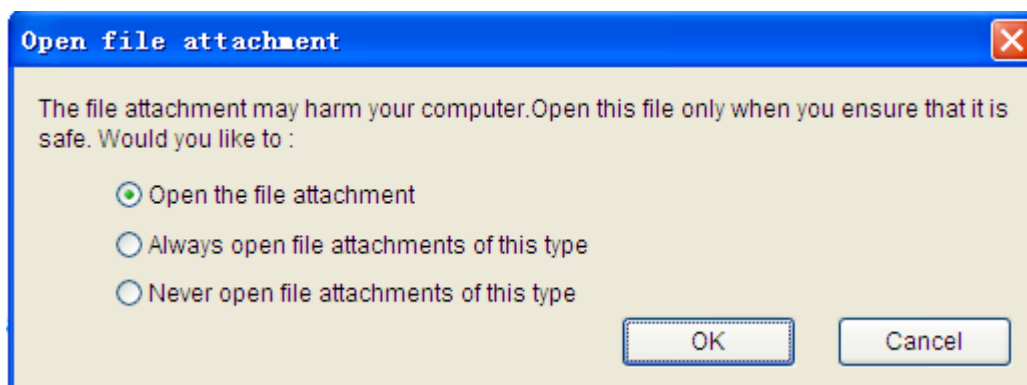 Open file attachment
The file attachment may harm your computer.Open this file only when you ensure that it is
safe. Would you like to :
Open the file attachment
Always open file attachments of this type
Never open file attachments of this type
OK Cancel